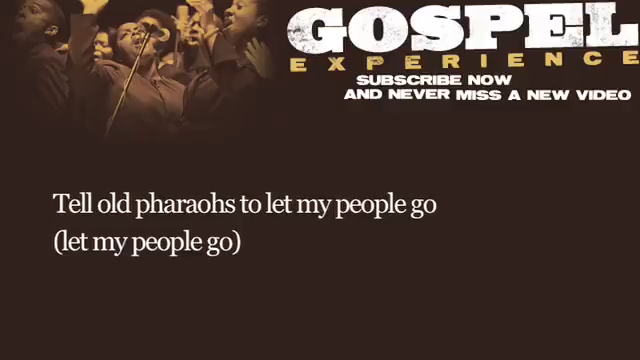 GOSPEL
EXPERIENCE
SUBSCRIBE NOW
AND NEVER MISS A NEW VIDEO
Tell old pharaohs to let my people go
(let my people go)